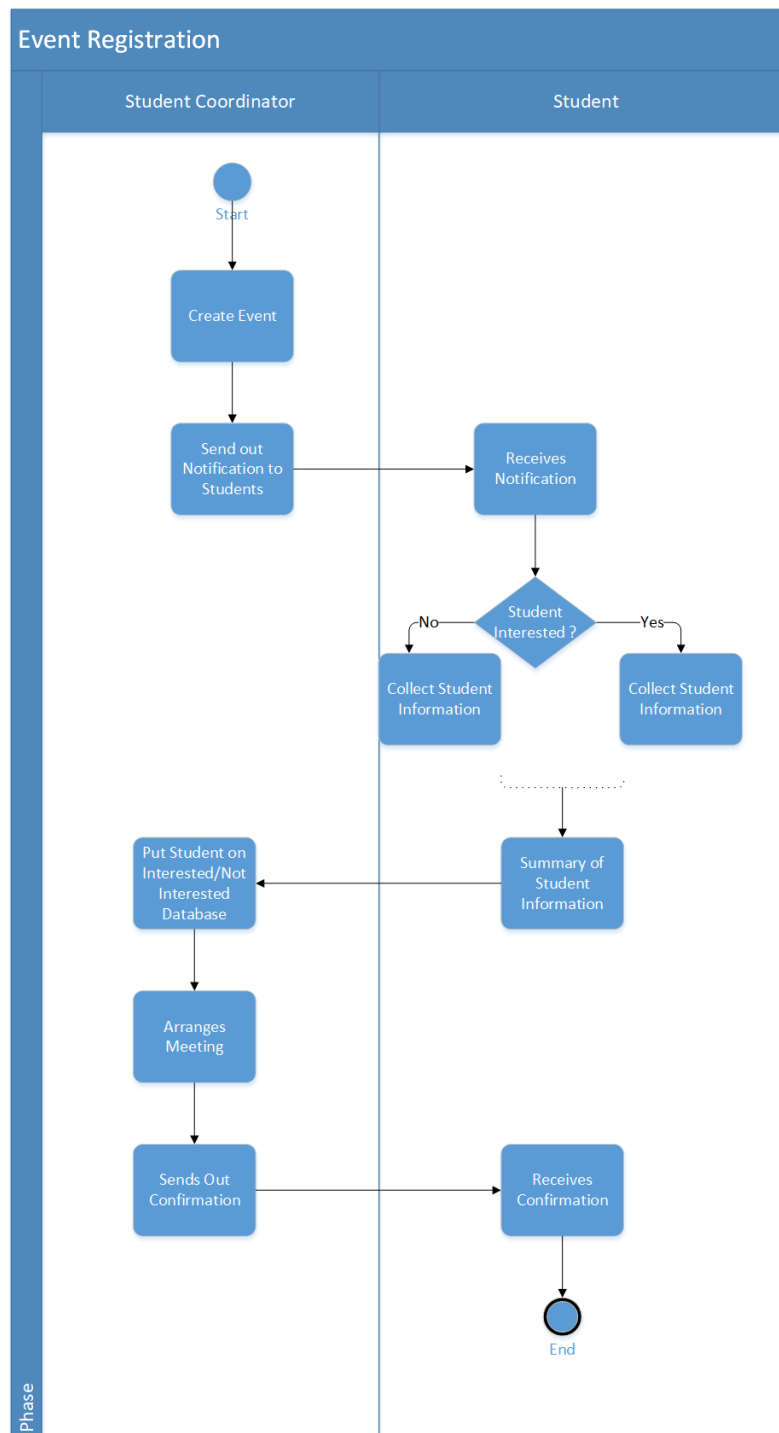 Event Registration
Student Coordinator
Student
Start
Create Event
Send out
Notification to
Students
Receives
Notification
Student
Interested ?
No
Yes
Collect Student
Information
Collect Student
Information
Put Student on
Interested/Not
Interested
Database
Summary of
Student
Information
Arranges
Meeting
Sends Out
Confirmation
Receives
Confirmation
End
Phase